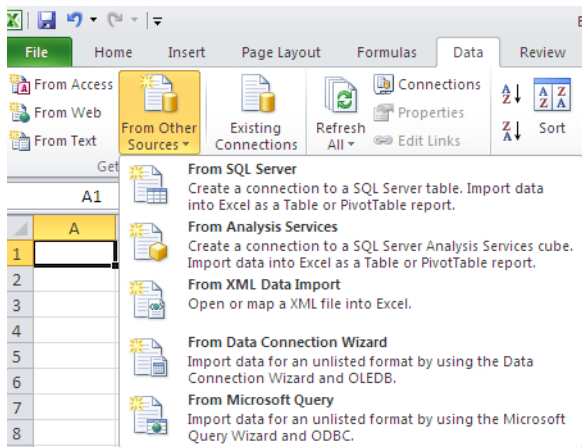 File Home Insert Page Layout Formulas Data Review
From Access
From Web
From Text
From Other
Sources
Existing
Connections
Refresh
All
Connections
Properties
Edit Links
A
Z
Z
A
A Z
Z A
Sort
Get
A1
A
1
2
3
4
5
6
7
8
From SQL Server
Create a connection to a SQL Server table. Import data
into Excel as a Table or PivotTable report.
From Analysis Services
Create a connection to a SQL Server Analysis Services cube.
Import data into Excel as a Table or PivotTable report.
From XML Data Import
Open or map a XML file into Excel.
From Data Connection Wizard
Import data for an unlisted format by using the Data
Connection Wizard and OLEDB.
From Microsoft Query
Import data for an unlisted format by using the Microsoft
Query Wizard and ODBC.